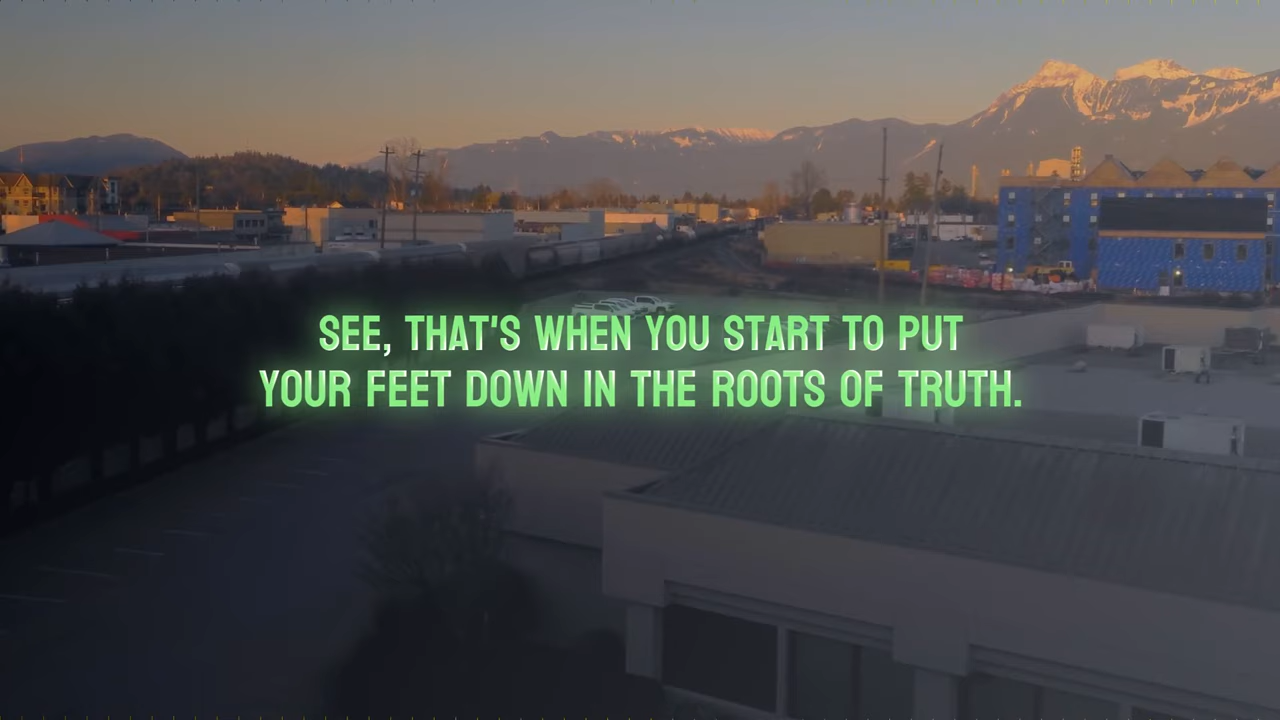 SEE, THAT'S WHEN YOU START TO PUT
YOUR FEET DOWN IN THE ROOTS OF TRUTH.